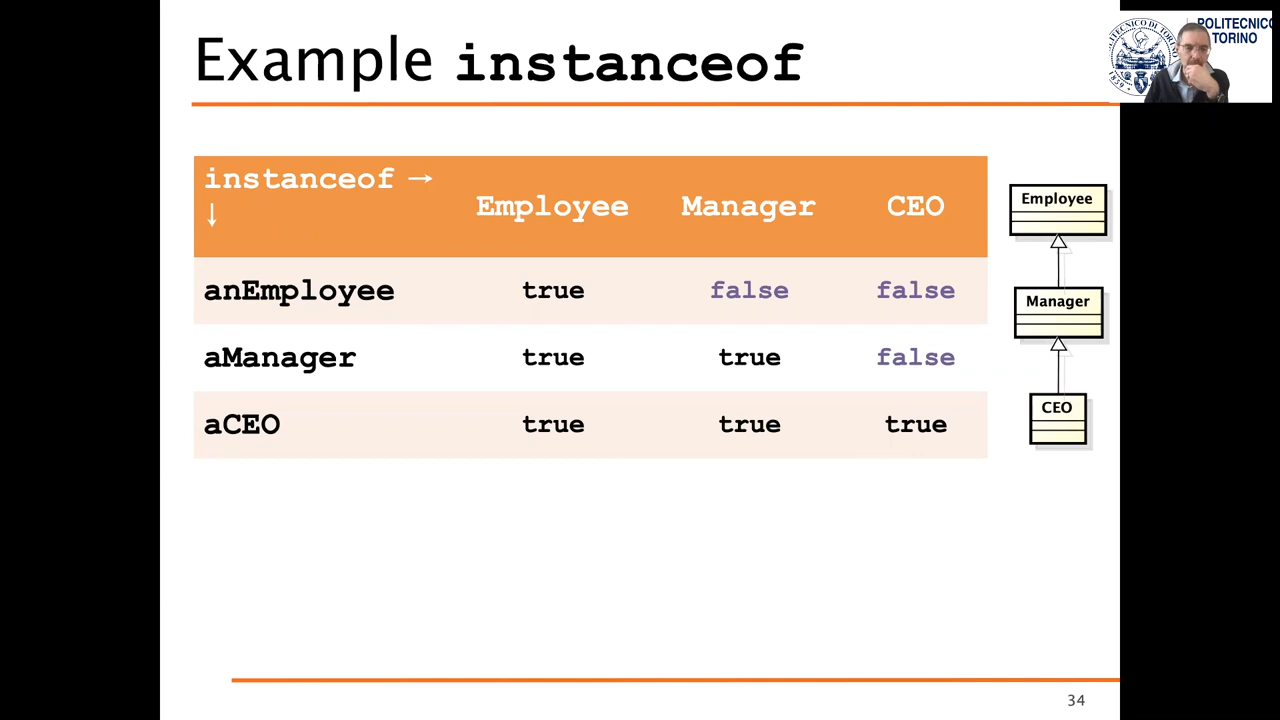 Example instanceof
POLITECNICO
TORINO
instanceof →
↓
Employee Manager CEO
anEmployee true false false
aManager true true false
aCEO true true true
Employee
Manager
CEO
34